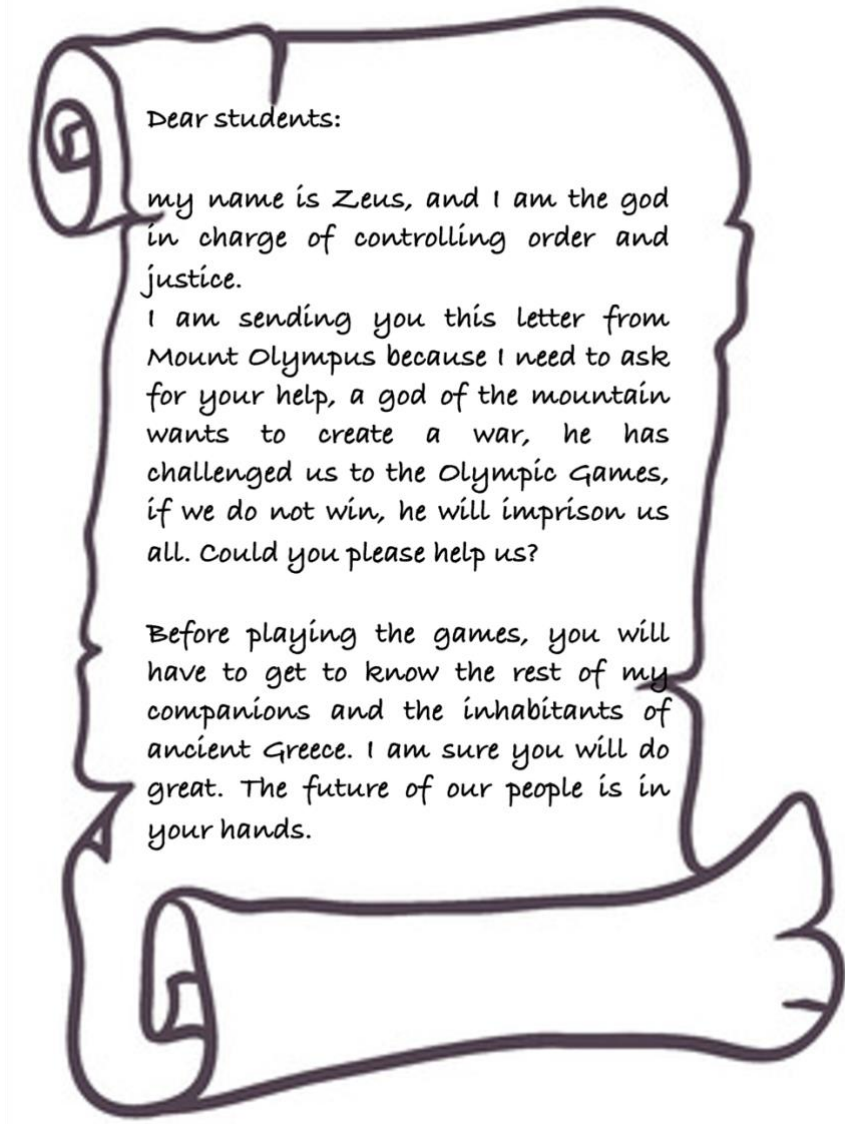 Dear students:
my name is Zeus, and I am the god
in charge of controlling order and
justice.
I am sending you this letter from
Mount Olympus because I need to ask
for your help, a god of the mountain
wants to create a war, he has
challenged us to the Olympic Games,
if we do not win, he will imprison us
all. Could you please help us?
Before playing the games, you will
have to get to know the rest of my
companions and the inhabitants of
ancient Greece. I am sure you will do
great. The future of our people is in
your hands.